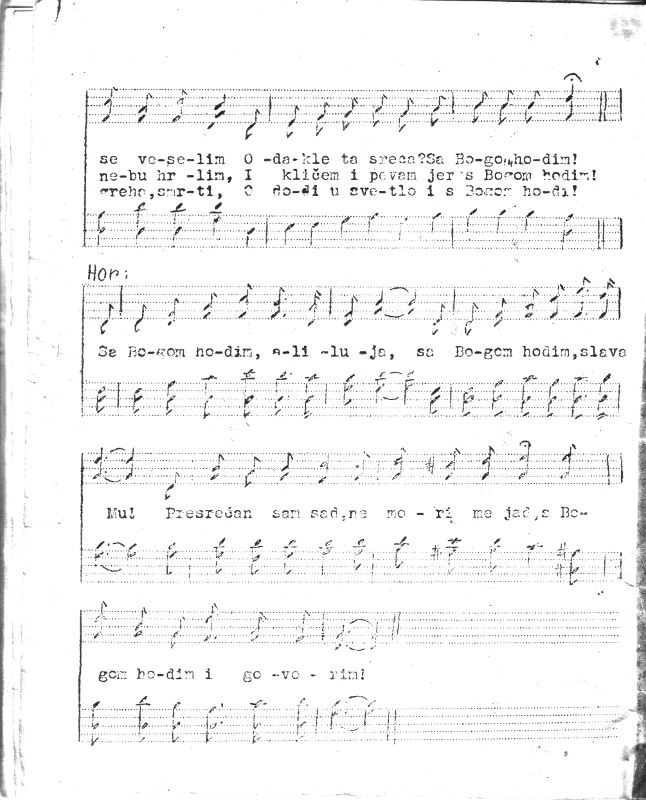 se ve-se-lim O -da-kle ta sreća?Sa Bo-gom,ho-dim!
ne-bu hr -lim, I kličem i pevam jer s Bogom hodim!
greha,smr-ti, O do-đi u sve-tlo i s Bogom ho-di!
Hor:
Sa Bo-gom ho-dim, a-li -lu -ja, sa Bo-gom hodim,slava
Mu! Presrećan sam sad,ne mo - ri me jad,s Bo-
gom ho-dim i go -vo - rim!